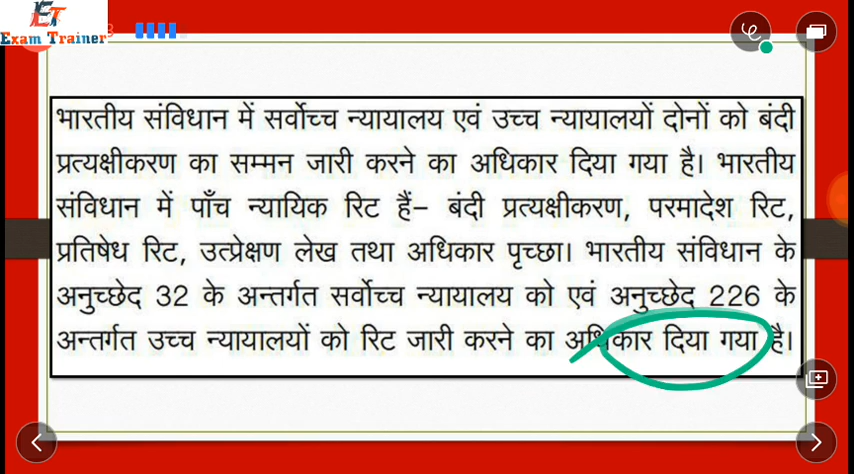 ET
Exam Trainer
भारतीय संविधान में सर्वोच्च न्यायालय एवं उच्च न्यायालयों दोनों को बंदी
प्रत्यक्षीकरण का सम्मन जारी करने का अधिकार दिया गया है। भारतीय
संविधान में पाँच न्यायिक रिट हैं– बंदी प्रत्यक्षीकरण, परमादेश रिट,
प्रतिषेध रिट, उत्प्रेक्षण लेख तथा अधिकार पृच्छा। भारतीय संविधान के
अनुच्छेद 32 के अन्तर्गत सर्वोच्च न्यायालय को एवं अनुच्छेद 226 के
अन्तर्गत उच्च न्यायालयों को रिट जारी करने का अधिकार दिया गया है।